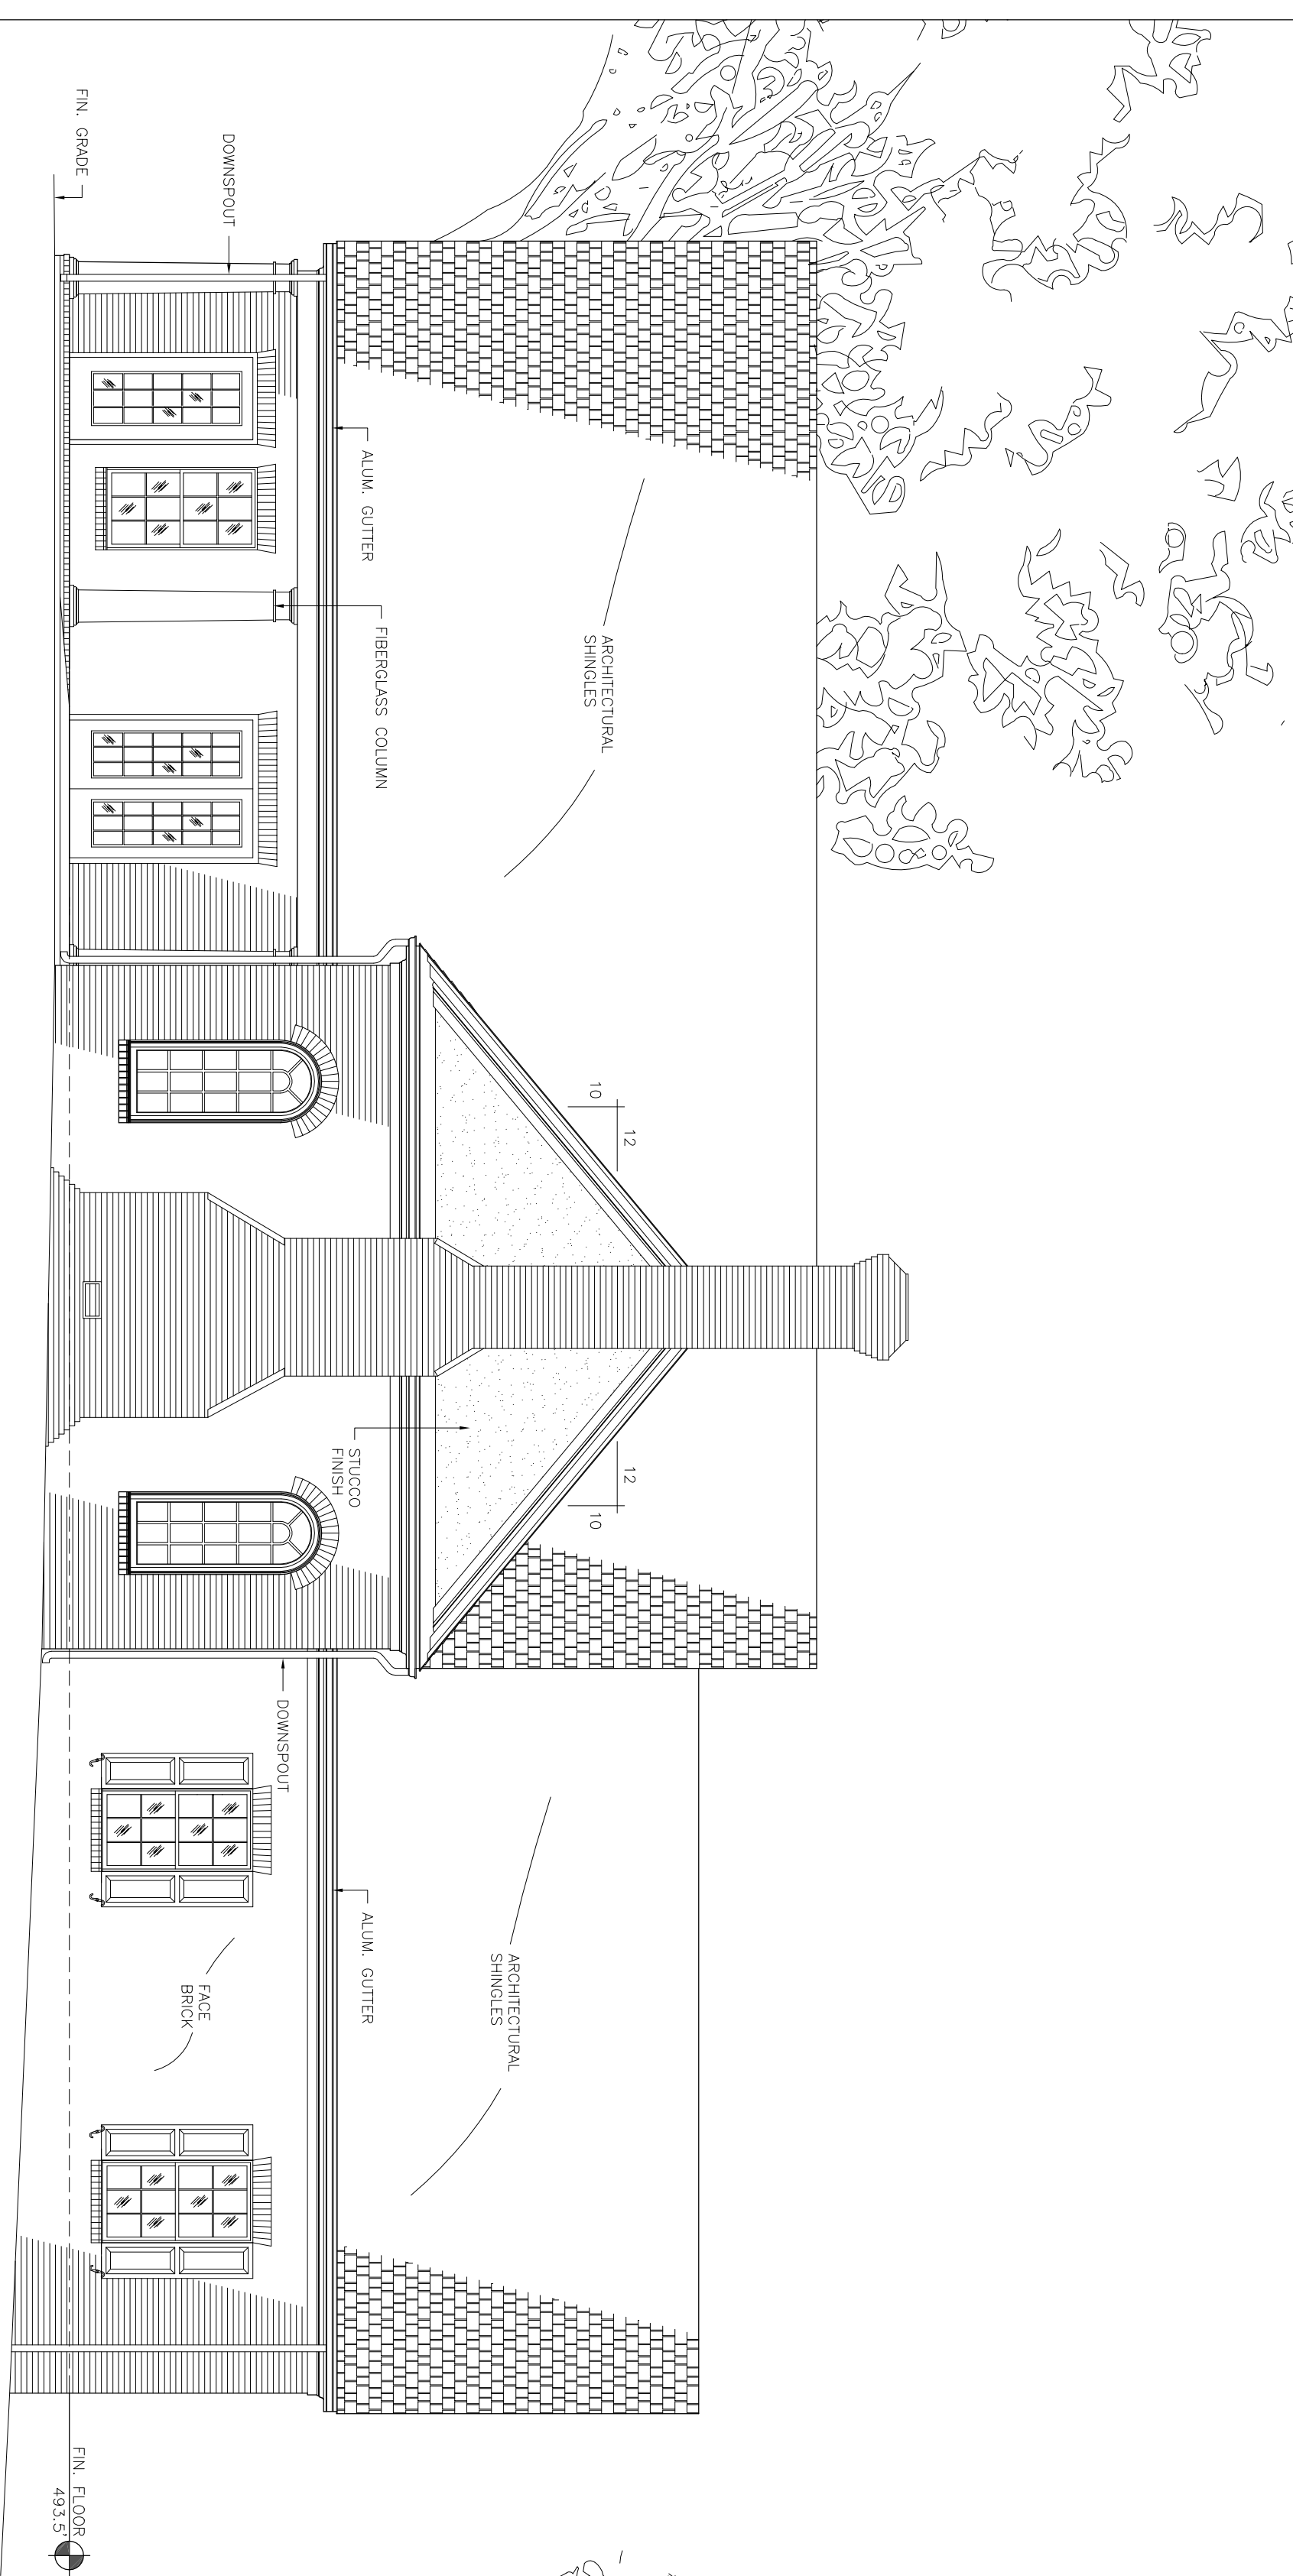 FIN. GRADE
DOWNSPOUT
ALUM. GUTTER
FIBERGLASS COLUMN
ARCHITECTURAL
SHINGLES
10
12
STUCCO
FINISH
12
10
DOWNSPOUT
ALUM. GUTTER
ARCHITECTURAL
SHINGLES
FACE
BRICK
FIN. FLOOR
493.5'